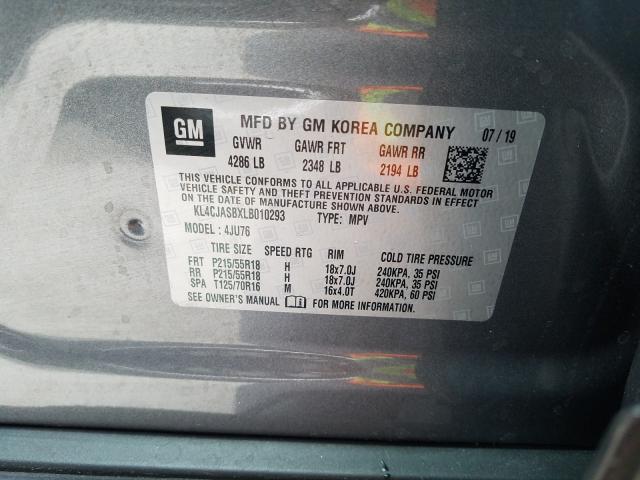 GM MFD BY GM KOREA COMPANY 07/19
GVWR GAWR FRT GAWR RR
4286 LB 2348 LB 2194 LB
THIS VEHICLE CONFORMS TO ALL APPLICABLE U.S. FEDERAL MOTOR
VEHICLE SAFETY AND THEFT PREVENTION STANDARDS IN EFFECT
ON THE DATE OF MANUFACTURE SHOWN ABOVE.
KL4CJASBXLB010293 TYPE: MPV
MODEL: 4JU76
TIRE SIZE SPEED RTG RIM COLD TIRE PRESSURE
FRT P215/55R18 H 18x7.0J 240KPA, 35 PSI
RR P215/55R18 H 18x7.0J 240KPA, 35 PSI
SPA T125/70R16 M 16x4.0T 420KPA, 60 PSI
SEE OWNER'S MANUAL FOR MORE INFORMATION.